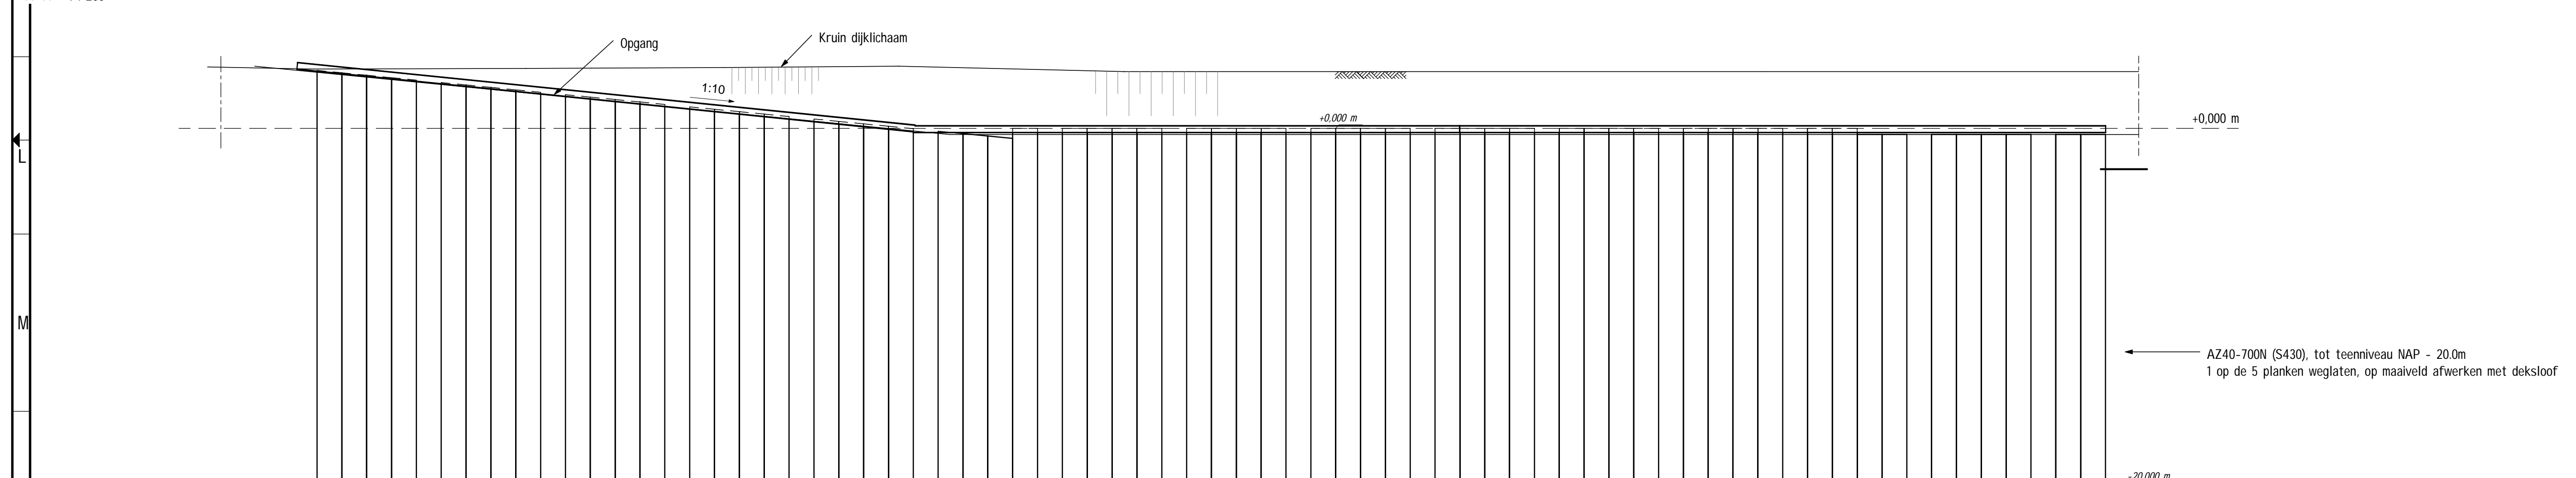 Opgang
Kruin dijklichaam
1:10
+0,000 m
+0,000 m
L
M
AZ40-700N (S430), tot teenniveau NAP - 20.0m
1 op de 5 planken weglaten, op maaiveld afwerken met deksloof
-20,000 m